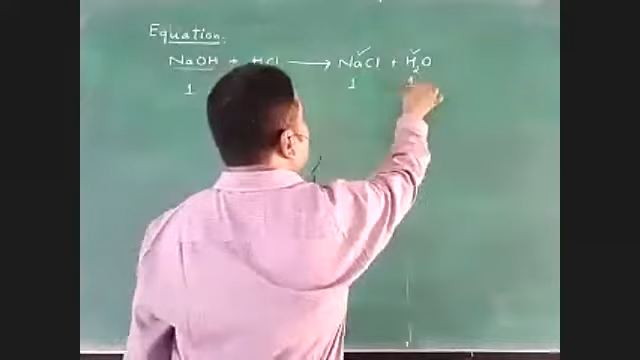 Equation:
NaOH + HCl ⟶ NaCl + H₂O
1 1 1